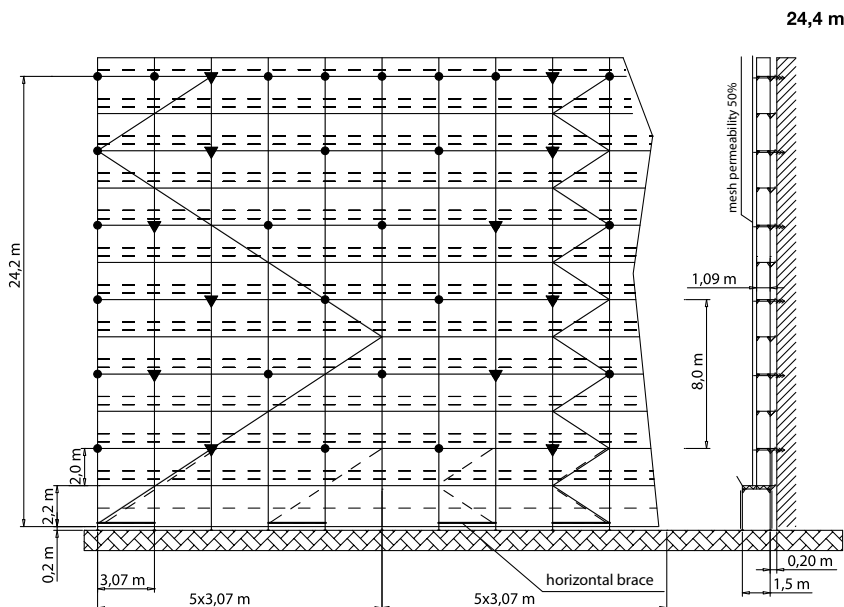 24,4 m
mesh permeability 50%
24,2 m
1,09 m
8,0 m
2,0 m
2,2 m
0,2 m
3,07 m
horizontal brace
0,20 m
1,5 m
5x3,07 m
5x3,07 m